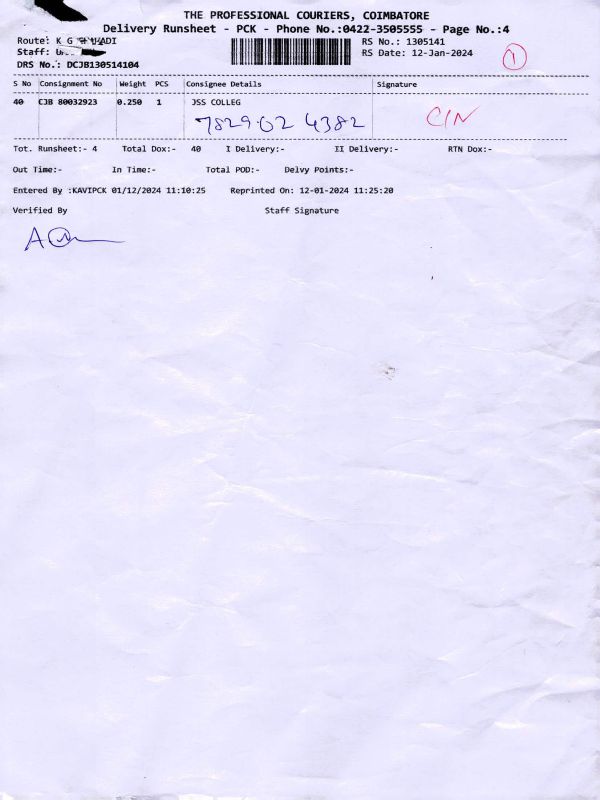 THE PROFESSIONAL COURIERS, COIMBATORE
Delivery Runsheet - PCK - Phone No.:0422-3505555 - Page No.:4
Route: K G
RS No.: 1305141
Staff:
RS Date: 12-Jan-2024
1
DRS No.: DCJB130514104
S No Consignment No Weight PCS Consignee Details Signature
40 CJB 80032923 0.250 1 JSS COLLEG
7829024382 C/N
Tot. Runsheet:- 4 Total Dox:- 40 I Delivery:- II Delivery:- RTN Dox:-
Out Time:- In Time:- Total POD:- Delvy Points:-
Entered By :KAVIPCK 01/12/2024 11:10:25 Reprinted On: 12-01-2024 11:25:20
Verified By Staff Signature